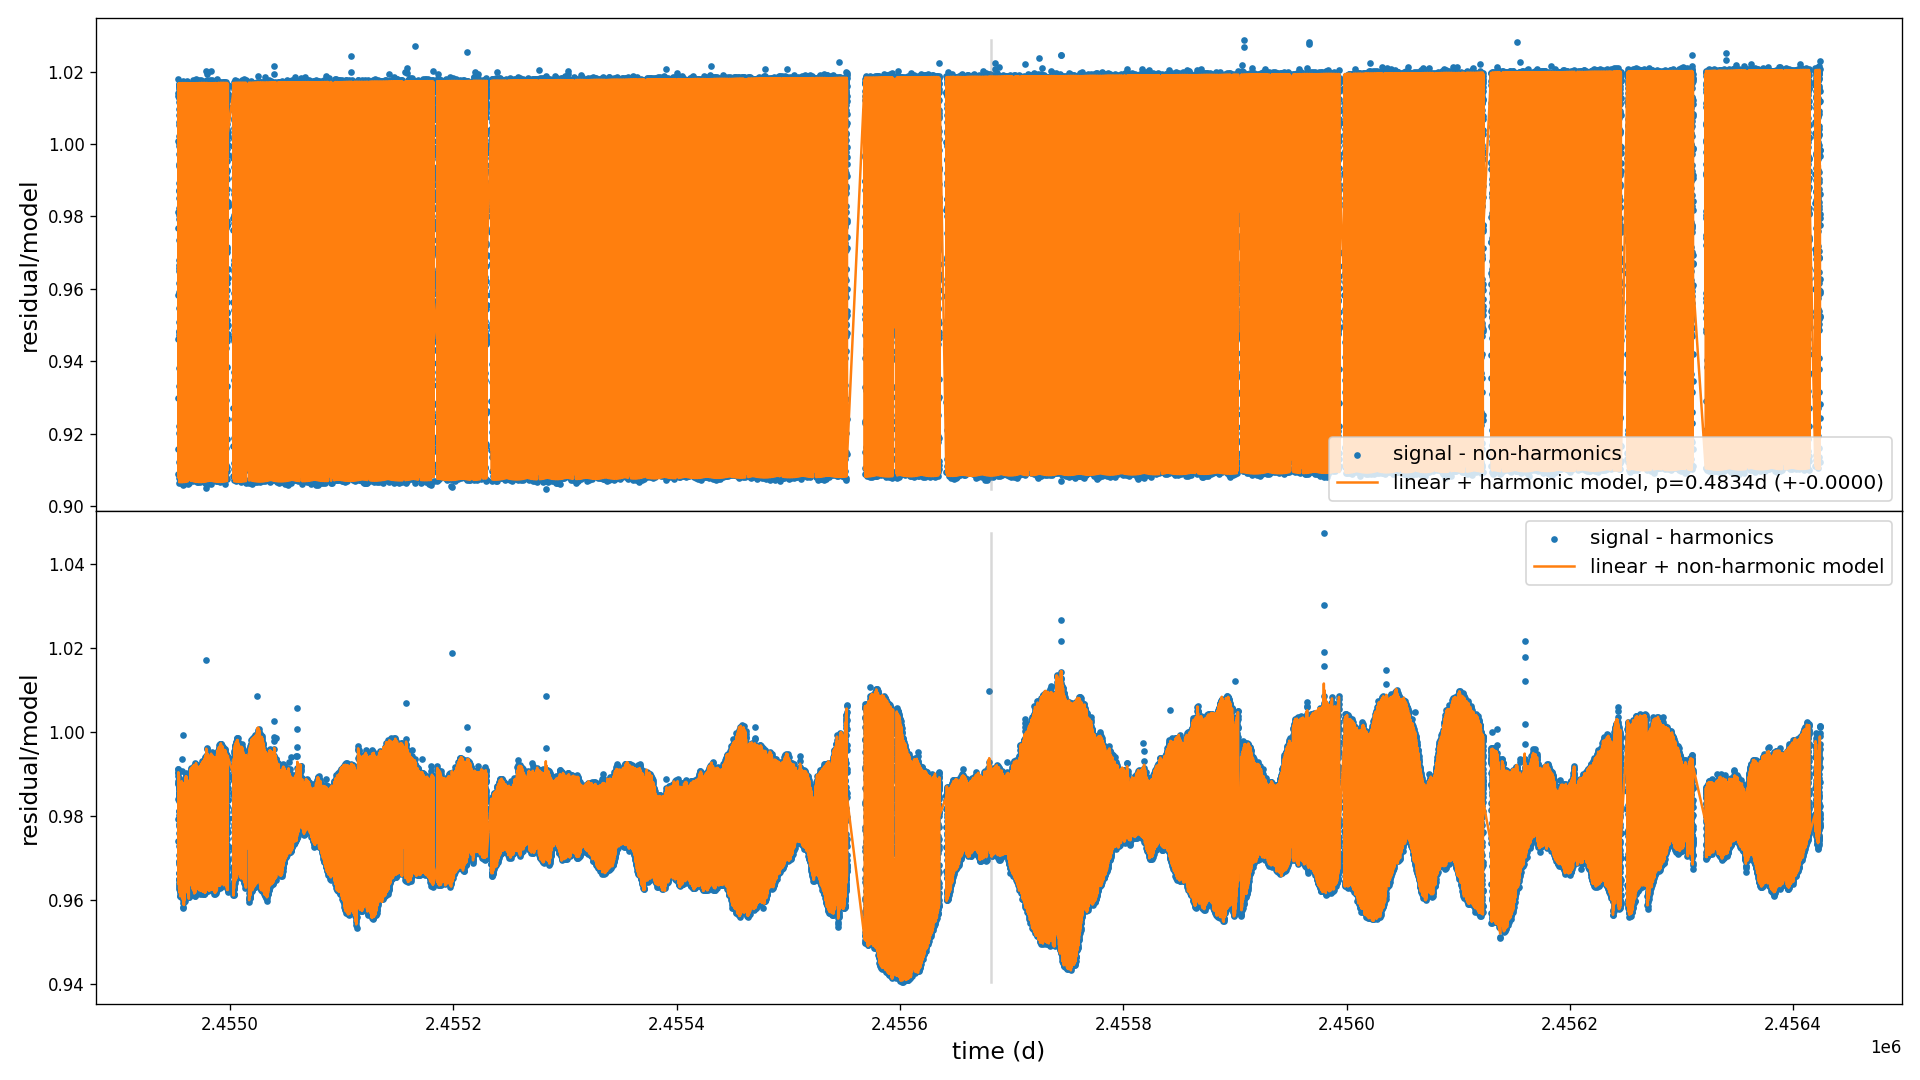 residual/model
1.02
1.00
0.98
0.96
0.94
0.92
0.90
signal - non-harmonics
linear + harmonic model, p=0.4834d (+-0.0000)
residual/model
1.04
1.02
1.00
0.98
0.96
0.94
signal - harmonics
linear + non-harmonic model
2.4550 2.4552 2.4554 2.4556 2.4558 2.4560 2.4562 2.4564
time (d)
1e6